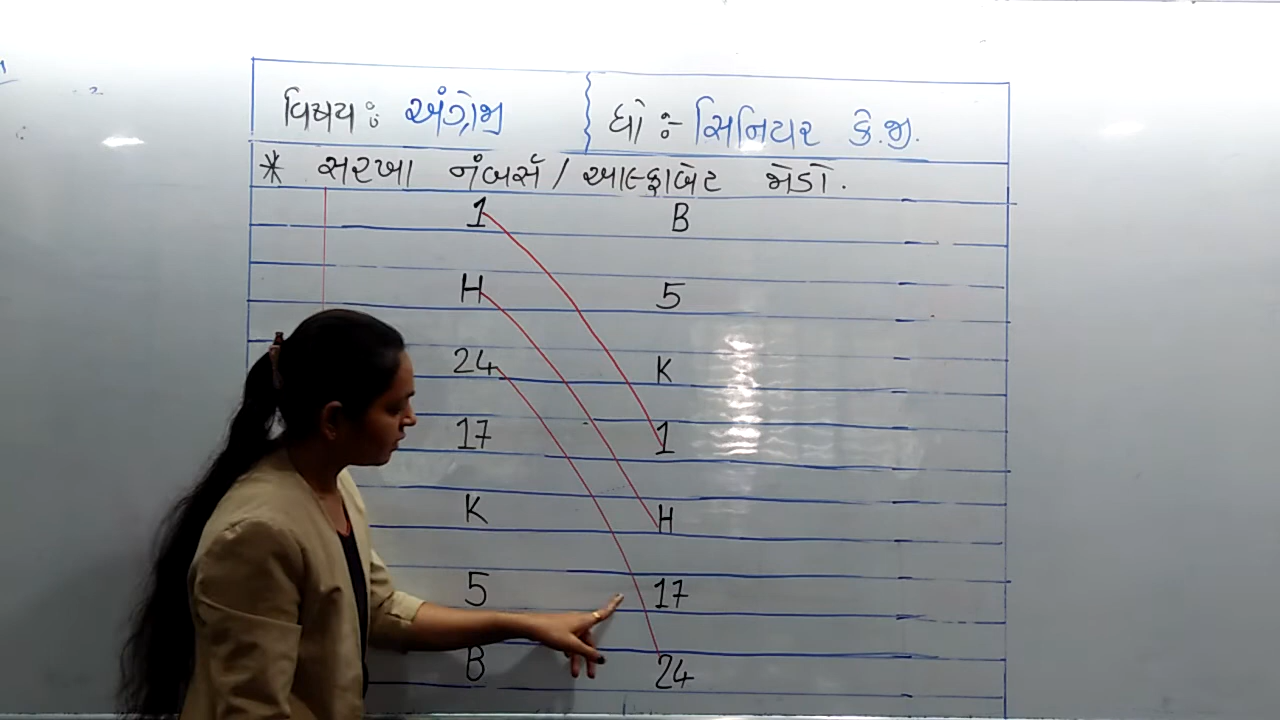 વિષય: અંગ્રેજી ધો :- સિનિયર કે.જી.
* સરખા નંબર્સ / આલ્ફાબેટ જોડો.
1 B
H 5
24 K
17 1
K H
5 17
B 24